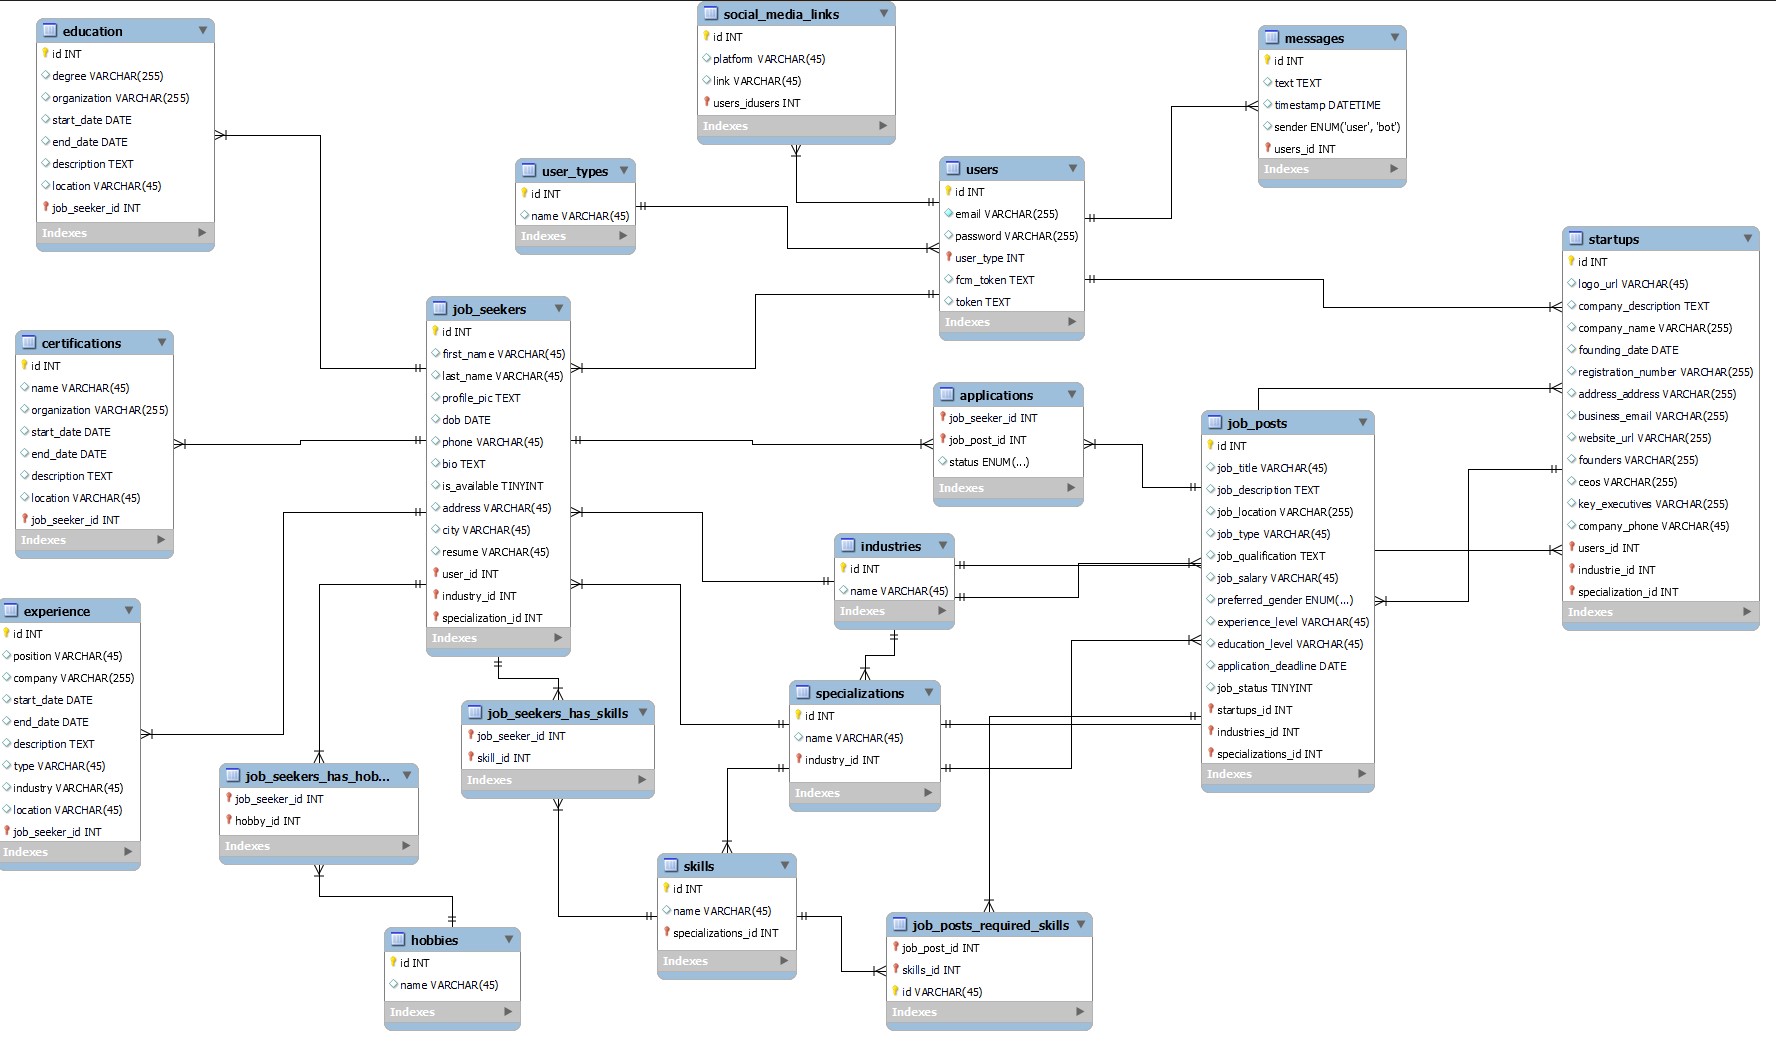 education
id INT
degree VARCHAR(255)
organization VARCHAR(255)
start_date DATE
end_date DATE
description TEXT
location VARCHAR(45)
job_seeker_id INT
Indexes
social_media_links
id INT
platform VARCHAR(45)
link VARCHAR(45)
users_idusers INT
Indexes
messages
id INT
text TEXT
timestamp DATETIME
sender ENUM('user', 'bot')
users_id INT
Indexes
user_types
id INT
name VARCHAR(45)
Indexes
users
id INT
email VARCHAR(255)
password VARCHAR(255)
user_type INT
fcm_token TEXT
token TEXT
Indexes
startups
id INT
logo_url VARCHAR(45)
company_description TEXT
company_name VARCHAR(255)
founding_date DATE
registration_number VARCHAR(255)
address_address VARCHAR(255)
business_email VARCHAR(255)
website_url VARCHAR(255)
founders VARCHAR(255)
ceos VARCHAR(255)
key_executives VARCHAR(255)
company_phone VARCHAR(45)
users_id INT
industrie_id INT
specialization_id INT
Indexes
job_seekers
id INT
first_name VARCHAR(45)
last_name VARCHAR(45)
profile_pic TEXT
dob DATE
phone VARCHAR(45)
bio TEXT
is_available TINYINT
address VARCHAR(45)
city VARCHAR(45)
resume VARCHAR(45)
user_id INT
industry_id INT
specialization_id INT
Indexes
certifications
id INT
name VARCHAR(45)
organization VARCHAR(255)
start_date DATE
end_date DATE
description TEXT
location VARCHAR(45)
job_seeker_id INT
Indexes
applications
job_seeker_id INT
job_post_id INT
status ENUM(...)
Indexes
job_posts
id INT
job_title VARCHAR(45)
job_description TEXT
job_location VARCHAR(255)
job_type VARCHAR(45)
job_qualification TEXT
job_salary VARCHAR(45)
preferred_gender ENUM(...)
experience_level VARCHAR(45)
education_level VARCHAR(45)
application_deadline DATE
job_status TINYINT
startups_id INT
industries_id INT
specializations_id INT
Indexes
industries
id INT
name VARCHAR(45)
Indexes
experience
id INT
position VARCHAR(45)
company VARCHAR(255)
start_date DATE
end_date DATE
description TEXT
type VARCHAR(45)
industry VARCHAR(45)
location VARCHAR(45)
job_seeker_id INT
Indexes
specializations
id INT
name VARCHAR(45)
industry_id INT
Indexes
job_seekers_has_skills
job_seeker_id INT
skill_id INT
Indexes
job_seekers_has_hob...
job_seeker_id INT
hobby_id INT
Indexes
skills
id INT
name VARCHAR(45)
specializations_id INT
Indexes
job_posts_required_skills
job_post_id INT
skills_id INT
id VARCHAR(45)
Indexes
hobbies
id INT
name VARCHAR(45)
Indexes